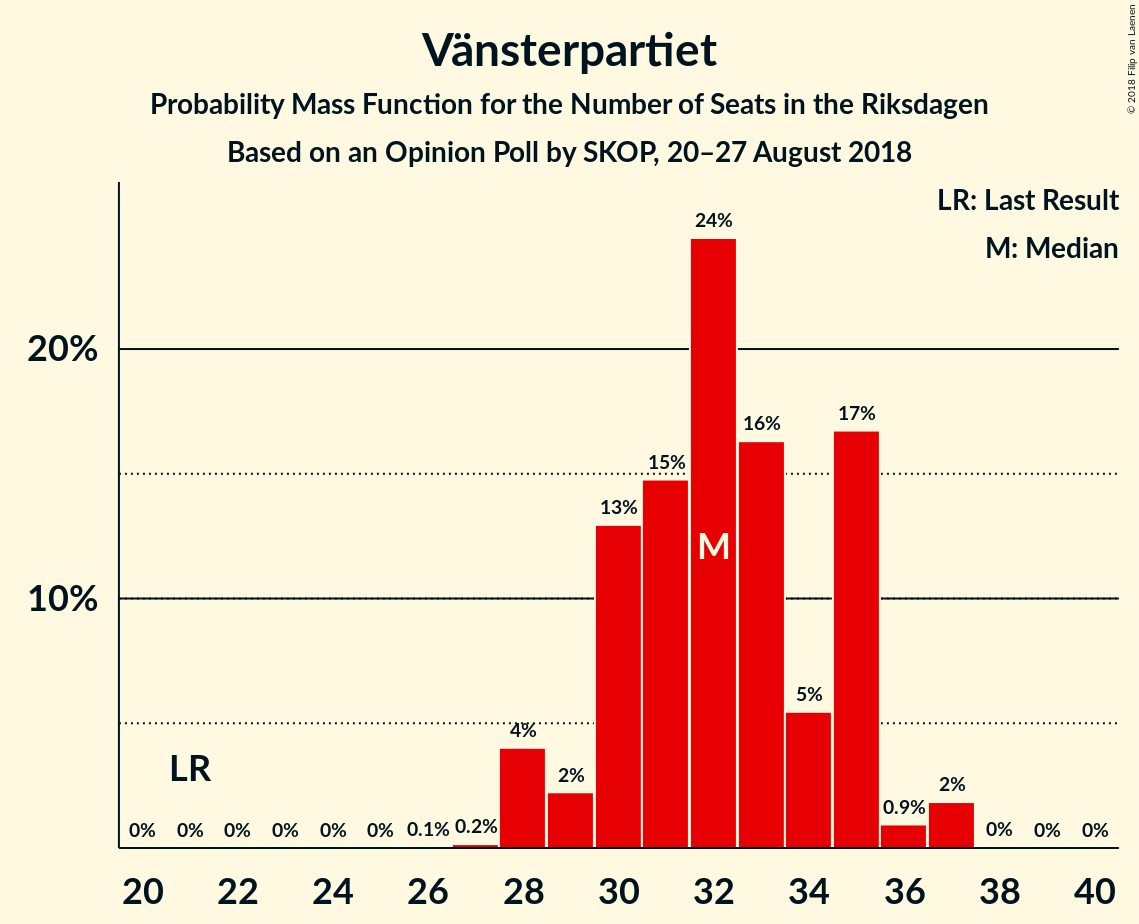 Vänsterpartiet
Probability Mass Function for the Number of Seats in the Riksdagen
Based on an Opinion Poll by SKOP, 20–27 August 2018
© 2018 Filip van Laenen
LR: Last Result
M: Median
24%
20%
17%
16%
15%
13%
M
10%
5%
4%
LR
2%
2%
0% 0% 0% 0% 0% 0% 0.1% 0.2% 0.9% 0% 0% 0%
20 22 24 26 28 30 32 34 36 38 40